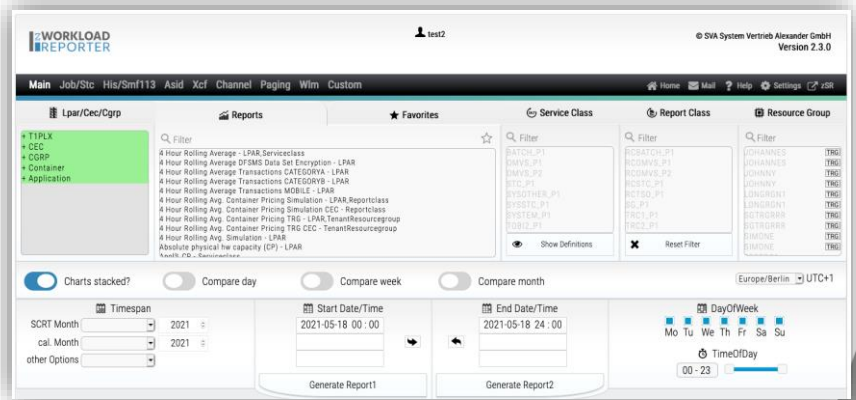 zWORKLOAD
REPORTER
test2
© SVA System Vertrieb Alexander GmbH
Version 2.3.0
Main Job/Stc His/Smf113 Asid Xcf Channel Paging Wlm Custom
Home Mail ? Help Settings zSR
Lpar/Cec/Cgrp
Reports
Favorites
Service Class
Report Class
Resource Group
+ T1PLX
+ CEC
+ CGRP
+ Container
+ Application
Filter
4 Hour Rolling Average - LPAR,Serviceclass
4 Hour Rolling Average DFSMS Data Set Encryption - LPAR
4 Hour Rolling Average Transactions CATEGORYA - LPAR
4 Hour Rolling Average Transactions CATEGORYB - LPAR
4 Hour Rolling Average Transactions MOBILE - LPAR
4 Hour Rolling Avg. Container Pricing Simulation - LPAR,Reportclass
4 Hour Rolling Avg. Container Pricing Simulation CEC - Reportclass
4 Hour Rolling Avg. Container Pricing TRG - LPAR,TenantResourcegroup
4 Hour Rolling Avg. Container Pricing TRG CEC - TenantResourcegroup
4 Hour Rolling Avg. Simulation - LPAR
Absolute physical hw capacity (CP) - LPAR
Filter
BATCH_P1
OMVS_P1
OMVS_P2
STC_P1
SYSOTHER_P1
SYSSTC_P1
SYSTEM_P1
TOBIZ_P1
Show Definitions
Filter
RCBATCH_P1
RCOMVS_P1
RCOMVS_P2
RCSTC_P1
RCTSO_P1
SG_P1
TRC1_P1
TRC2_P1
Reset Filter
Filter
JOHANNES TRG
JOHANNES TRG
JOHNNY TRG
JOHNNY TRG
LONGRGN1 TRG
LONGRGN1 TRG
SGTRGRRR TRG
SGTRGRRR TRG
SIMONE TRG
SIMONE TRG
Charts stacked?
Compare day
Compare week
Compare month
Europe/Berlin UTC+1
Timespan
SCRT Month 2021
cal. Month 2021
other Options
Start Date/Time
2021-05-18 00 : 00
Generate Report1
End Date/Time
2021-05-18 24 : 00
Generate Report2
DayOfWeek
Mo Tu We Th Fr Sa Su
TimeOfDay
00 - 23